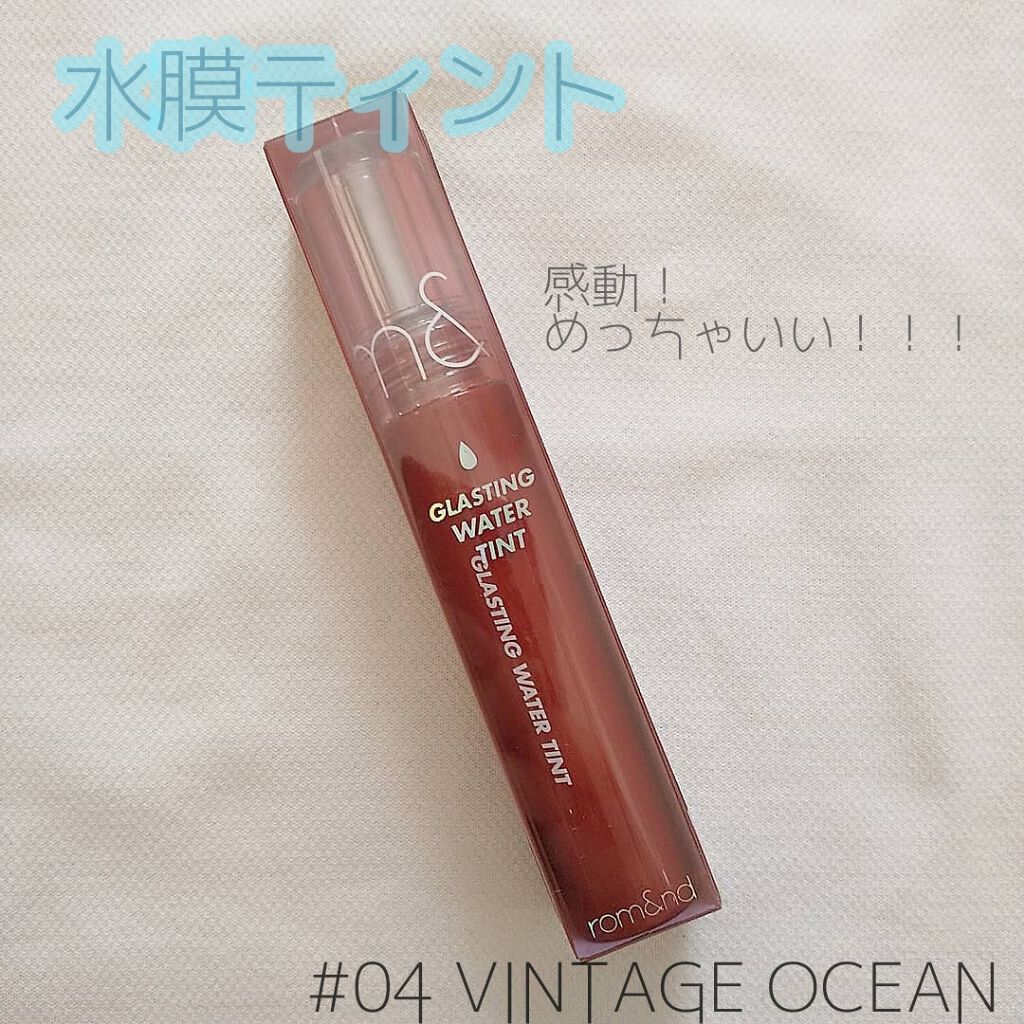 水膜ティント
感動！
めっちゃいい！！！
n&
GLASTING
WATER
TINT
GLASTING WATER TINT
rom&nd
#04 VINTAGE OCEAN